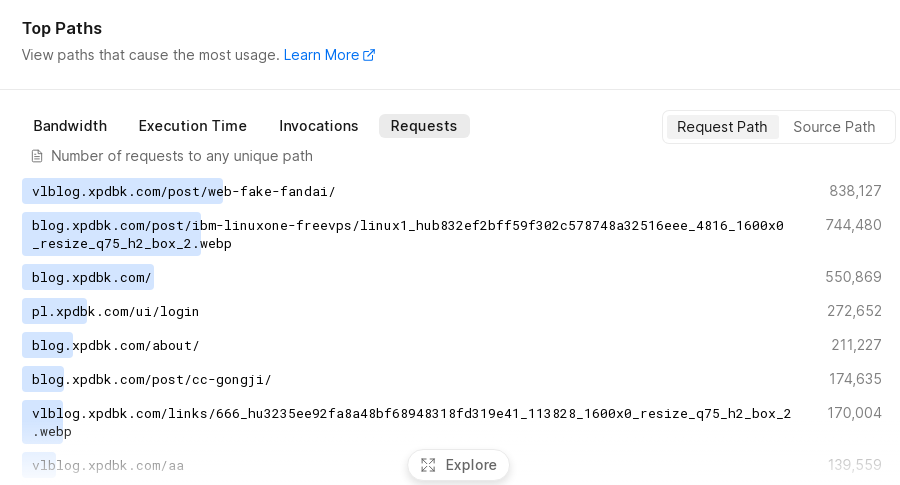 Top Paths
View paths that cause the most usage. Learn More
Bandwidth Execution Time Invocations Requests Request Path Source Path
Number of requests to any unique path
vlblog.xpdbk.com/post/web-fake-fandai/ 838,127
blog.xpdbk.com/post/ibm-linuxone-freevps/linux1_hub832ef2bff59f302c578748a32516eee_4816_1600x0 744,480
_resize_q75_h2_box_2.webp
blog.xpdbk.com/ 550,869
pl.xpdbk.com/ui/login 272,652
blog.xpdbk.com/about/ 211,227
blog.xpdbk.com/post/cc-gongji/ 174,635
vlblog.xpdbk.com/links/666_hu3235ee92fa8a48bf68948318fd319e41_113828_1600x0_resize_q75_h2_box_2 170,004
.webp
vlblog.xpdbk.com/aa 139,559
Explore